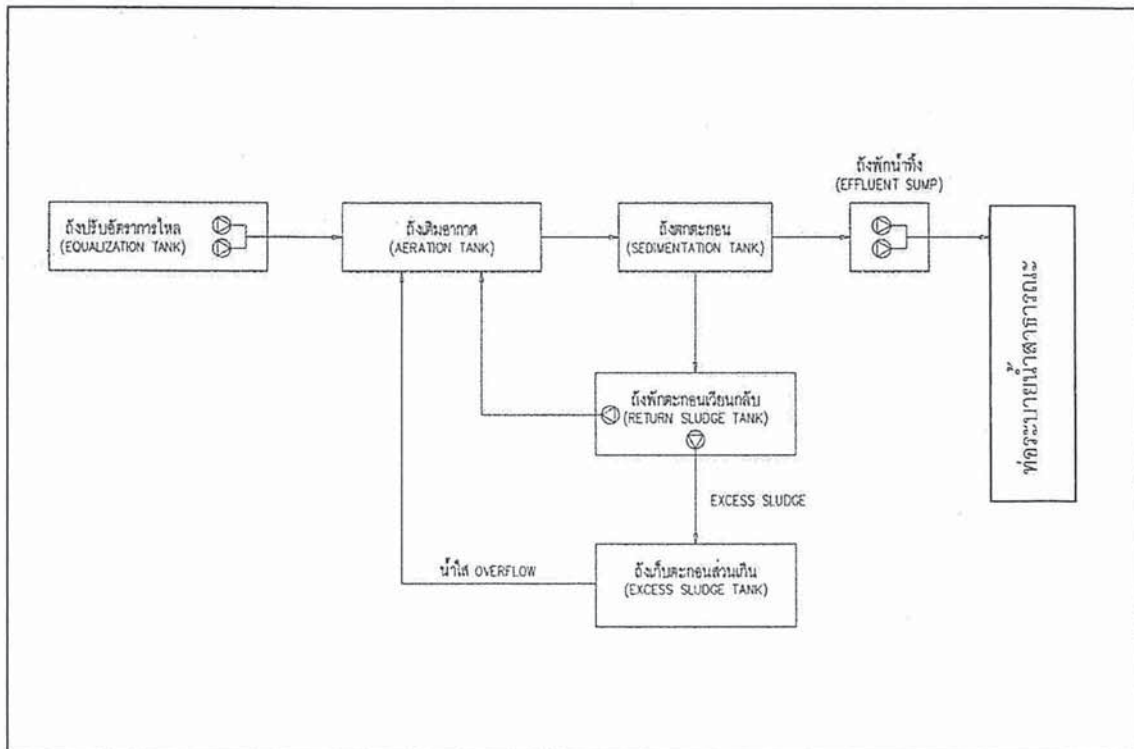 ถังพักน้ำทิ้ง
(EFFLUENT SUMP)
ถังปรับอัตราการไหล
(EQUALIZATION TANK)
ถังเติมอากาศ
(AERATION TANK)
ถังตกตะกอน
(SEDIMENTATION TANK)
ท่อระบายน้ำสาธารณะ
ถังพักตะกอนเวียนกลับ
(RETURN SLUDGE TANK)
EXCESS SLUDGE
น้ำใส OVERFLOW
ถังเก็บตะกอนส่วนเกิน
(EXCESS SLUDGE TANK)